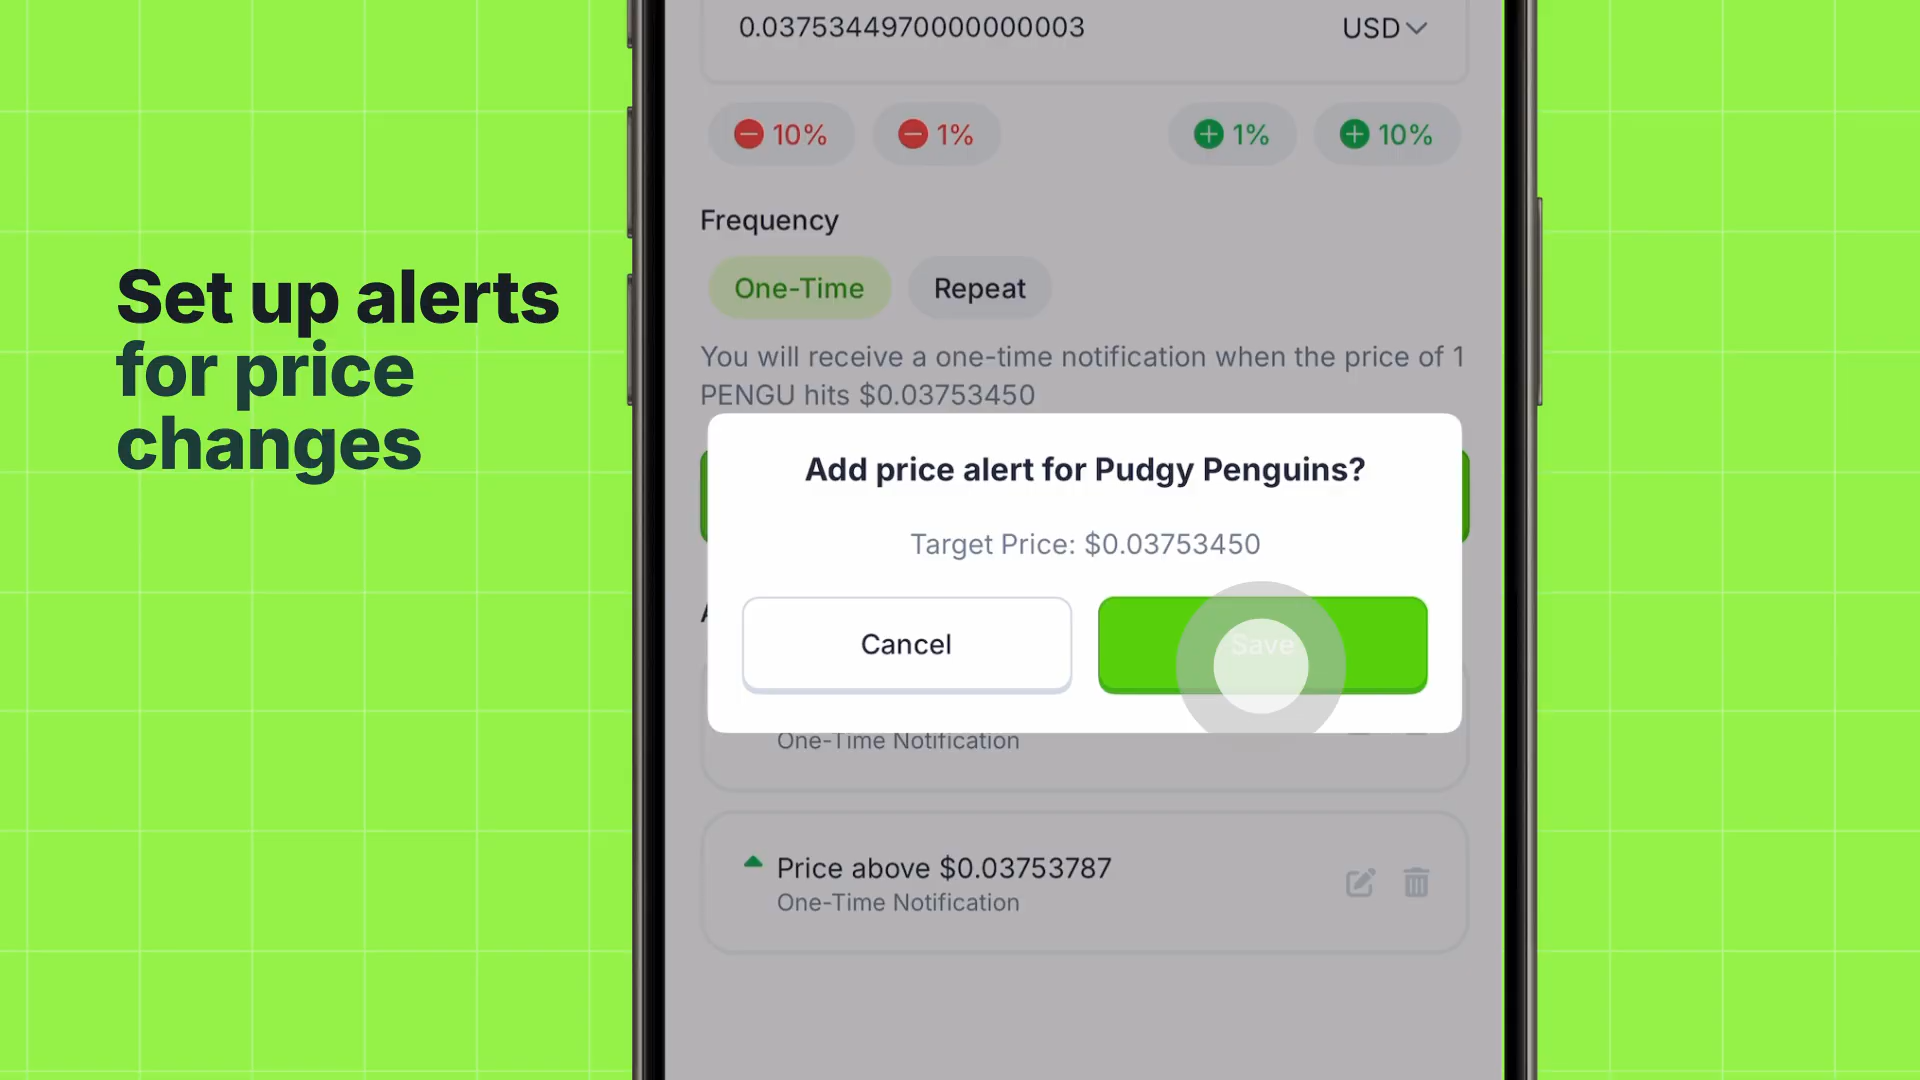 Set up alerts
for price
changes
0.0375344970000000003
USD
10%
1%
1%
10%
Frequency
One-Time
Repeat
You will receive a one-time notification when the price of 1
PENGU hits $0.03753450
Add price alert for Pudgy Penguins?
Target Price: $0.03753450
Cancel
Save
One-Time Notification
Price above $0.03753787
One-Time Notification